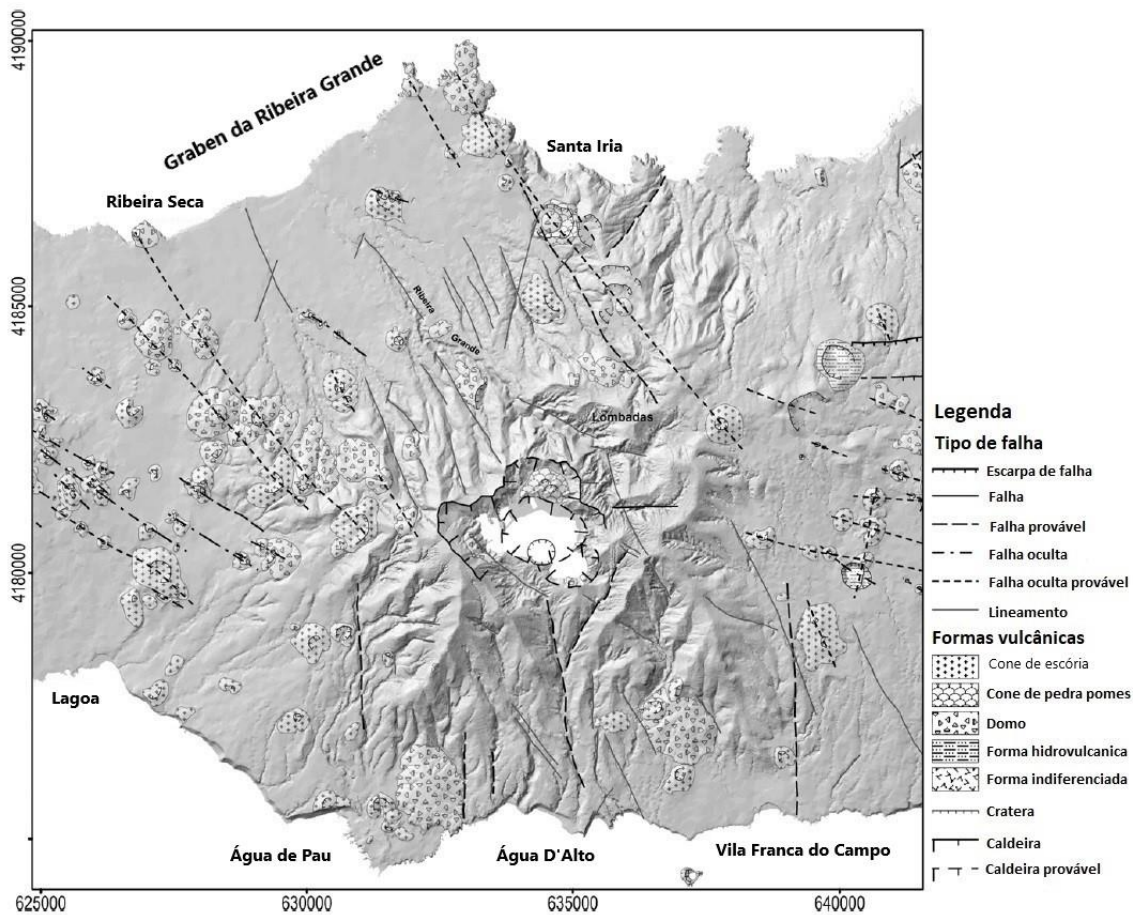 4190000
4185000
4180000
Graben da Ribeira Grande
Santa Iria
Ribeira Seca
Ribeira
Grande
Lombadas
Lagoa
Água de Pau
Água D'Alto
Vila Franca do Campo
625000
630000
635000
640000
Legenda
Tipo de falha
Escarpa de falha
Falha
Falha provável
Falha oculta
Falha oculta provável
Lineamento
Formas vulcânicas
Cone de escória
Cone de pedra pomes
Domo
Forma hidrovulcanica
Forma indiferenciada
Cratera
Caldeira
Caldeira provável